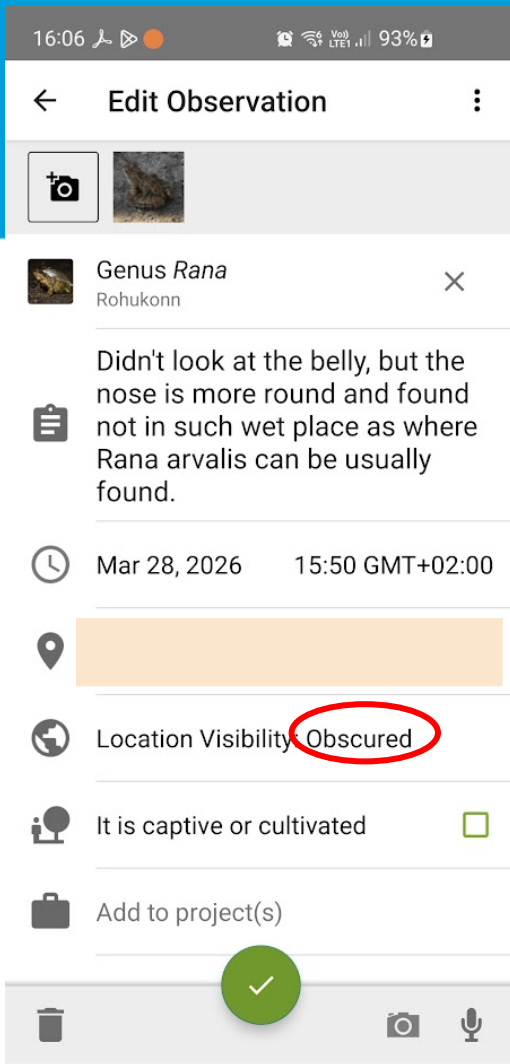 16:06 Vo)) LTE1 93%
Edit Observation
Genus Rana
Rohukonn
Didn't look at the belly, but the
nose is more round and found
not in such wet place as where
Rana arvalis can be usually
found.
Mar 28, 2026 15:50 GMT+02:00
Location Visibility: Obscured
It is captive or cultivated
Add to project(s)